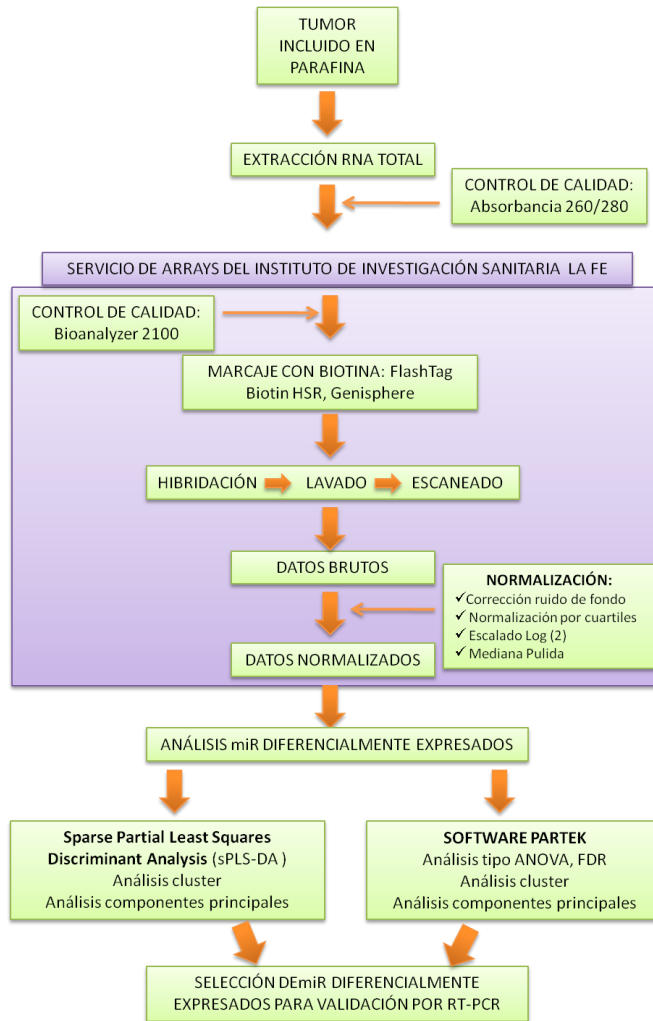 TUMOR
INCLUIDO EN
PARAFINA
EXTRACCIÓN RNA TOTAL
CONTROL DE CALIDAD:
Absorbancia 260/280
SERVICIO DE ARRAYS DEL INSTITUTO DE INVESTIGACIÓN SANITARIA LA FE
CONTROL DE CALIDAD:
Bioanalyzer 2100
MARCAJE CON BIOTINA: FlashTag
Biotin HSR, Genisphere
HIBRIDACIÓN LAVADO ESCANEADO
DATOS BRUTOS
NORMALIZACIÓN:
✓Corrección ruido de fondo
✓Normalización por cuartiles
✓Escalado Log (2)
✓Mediana Pulida
DATOS NORMALIZADOS
ANÁLISIS miR DIFERENCIALMENTE EXPRESADOS
Sparse Partial Least Squares
Discriminant Analysis (sPLS-DA )
Análisis cluster
Análisis componentes principales
SOFTWARE PARTEK
Análisis tipo ANOVA, FDR
Análisis cluster
Análisis componentes principales
SELECCIÓN DEmiR DIFERENCIALMENTE
EXPRESADOS PARA VALIDACIÓN POR RT-PCR